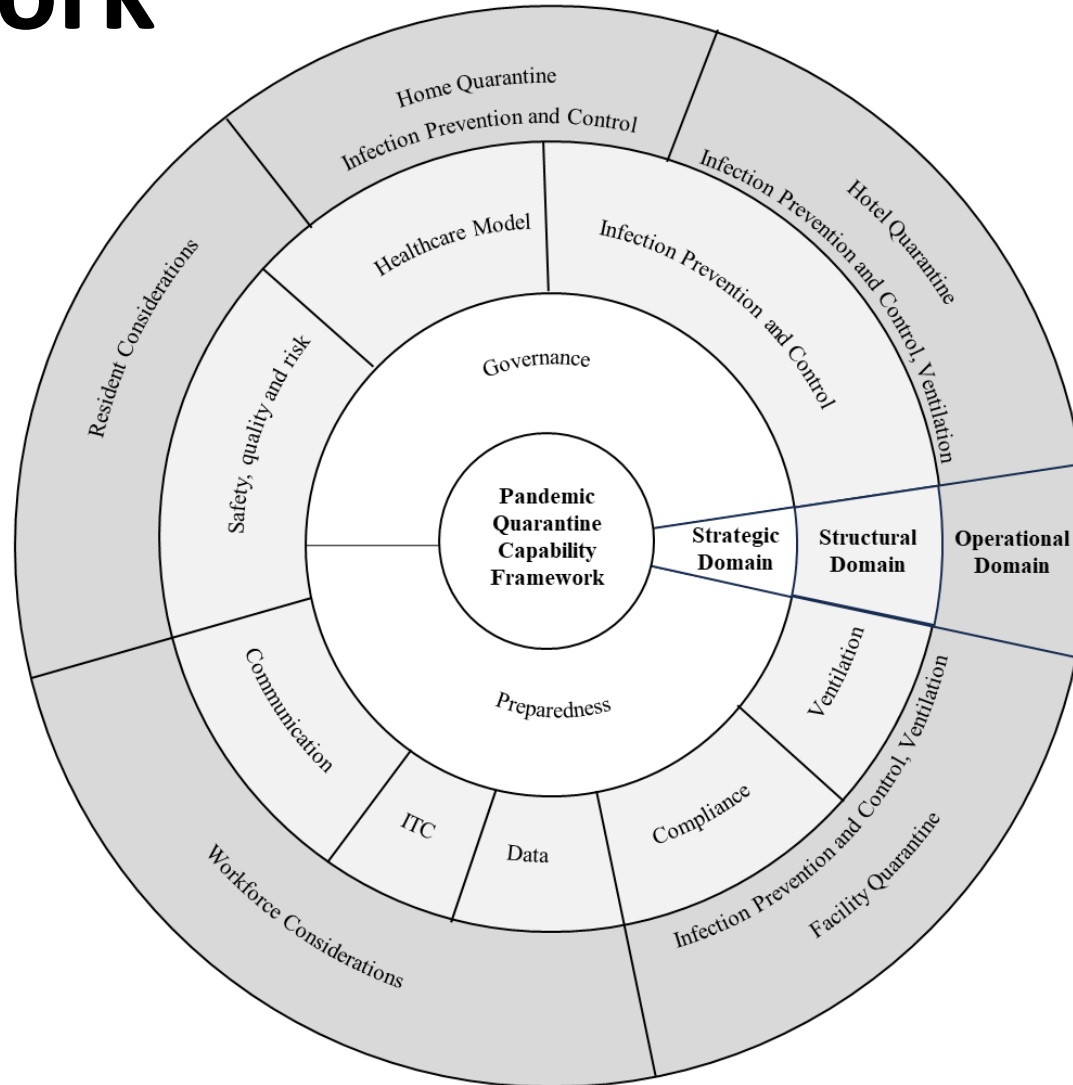 Home Quarantine
Infection Prevention and Control
Hotel Quarantine
Infection Prevention and Control, Ventilation
Resident Considerations
Healthcare Model
Infection Prevention and Control
Safety, quality and risk
Governance
Pandemic
Quarantine
Capability
Framework
Strategic
Domain
Structural
Domain
Operational
Domain
Preparedness
Ventilation
Communication
ITC
Data
Compliance
Infection Prevention and Control, Ventilation
Facility Quarantine
Workforce Considerations